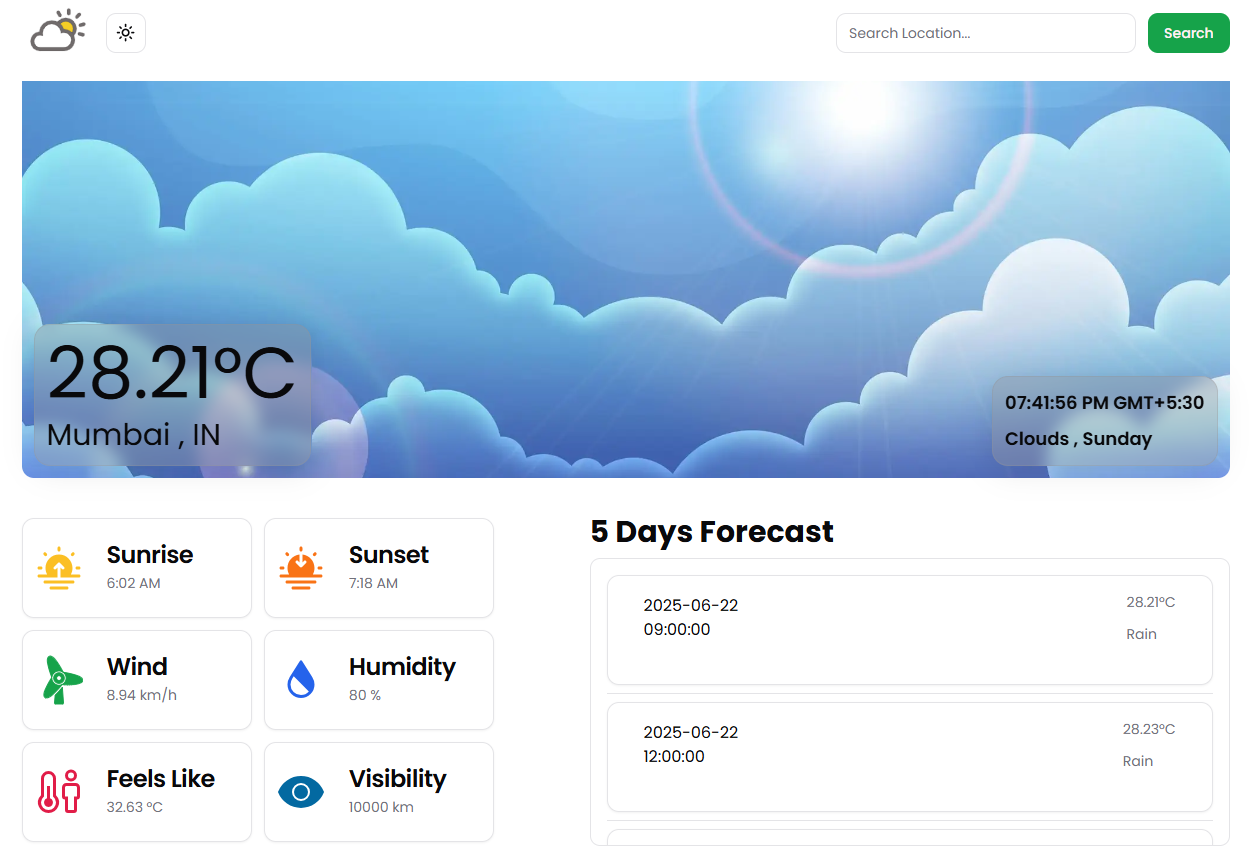 Search Location...
Search
28.21°C
Mumbai , IN
07:41:56 PM GMT+5:30
Clouds , Sunday
Sunrise
6:02 AM
Sunset
7:18 AM
Wind
8.94 km/h
Humidity
80 %
Feels Like
32.63 °C
Visibility
10000 km
5 Days Forecast
2025-06-22
09:00:00
28.21°C
Rain
2025-06-22
12:00:00
28.23°C
Rain